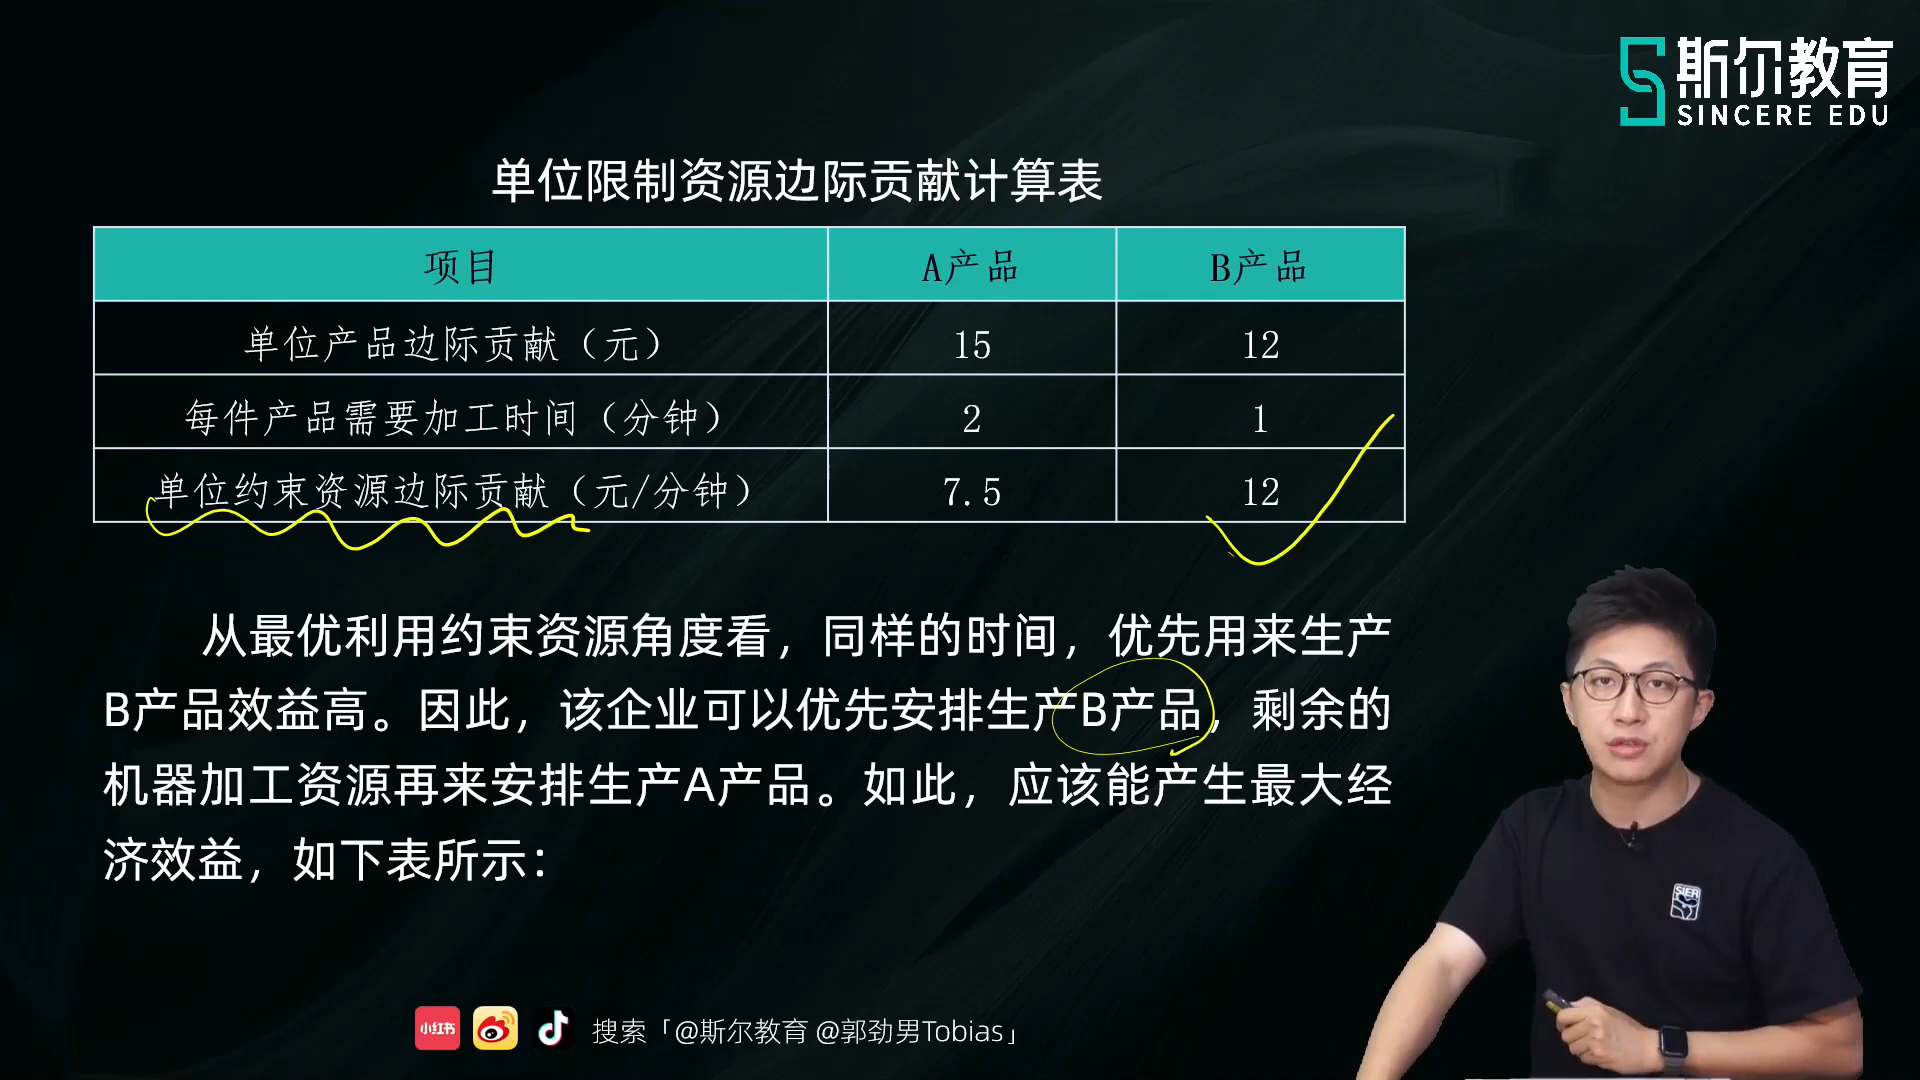 斯尔教育
SINCERE EDU
单位限制资源边际贡献计算表
项目 A产品 B产品
单位产品边际贡献（元） 15 12
每件产品需要加工时间（分钟） 2 1
单位约束资源边际贡献（元/分钟） 7.5 12
从最优利用约束资源角度看，同样的时间，优先用来生产
B产品效益高。因此，该企业可以优先安排生产B产品，剩余的
机器加工资源再来安排生产A产品。如此，应该能产生最大经
济效益，如下表所示：
SIER
小红书 搜索「@斯尔教育 @郭劲男Tobias」